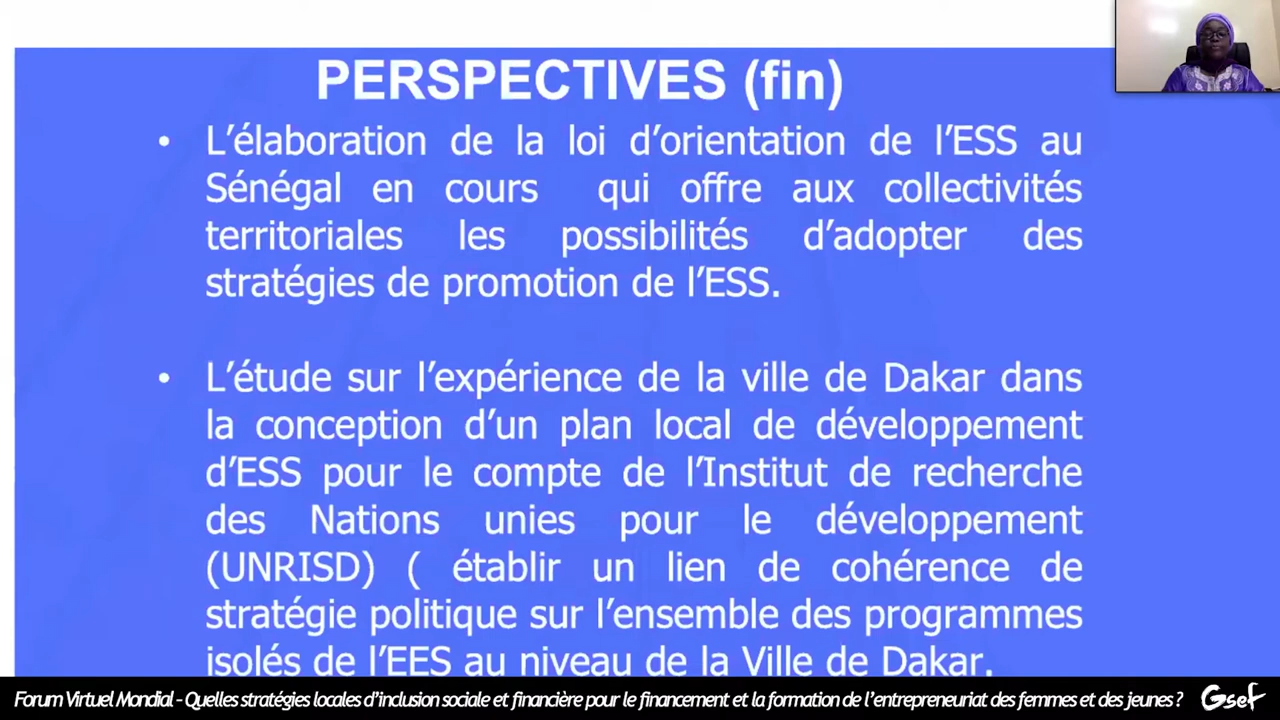 PERSPECTIVES (fin)
• L’élaboration de la loi d’orientation de l’ESS au
Sénégal en cours qui offre aux collectivités
territoriales les possibilités d’adopter des
stratégies de promotion de l’ESS.
• L’étude sur l’expérience de la ville de Dakar dans
la conception d’un plan local de développement
d’ESS pour le compte de l’Institut de recherche
des Nations unies pour le développement
(UNRISD) ( établir un lien de cohérence de
stratégie politique sur l’ensemble des programmes
isolés de l’EES au niveau de la Ville de Dakar.
Forum Virtuel Mondial - Quelles stratégies locales d’inclusion sociale et financière pour le financement et la formation de l’entrepreneuriat des femmes et des jeunes ?
Gsef